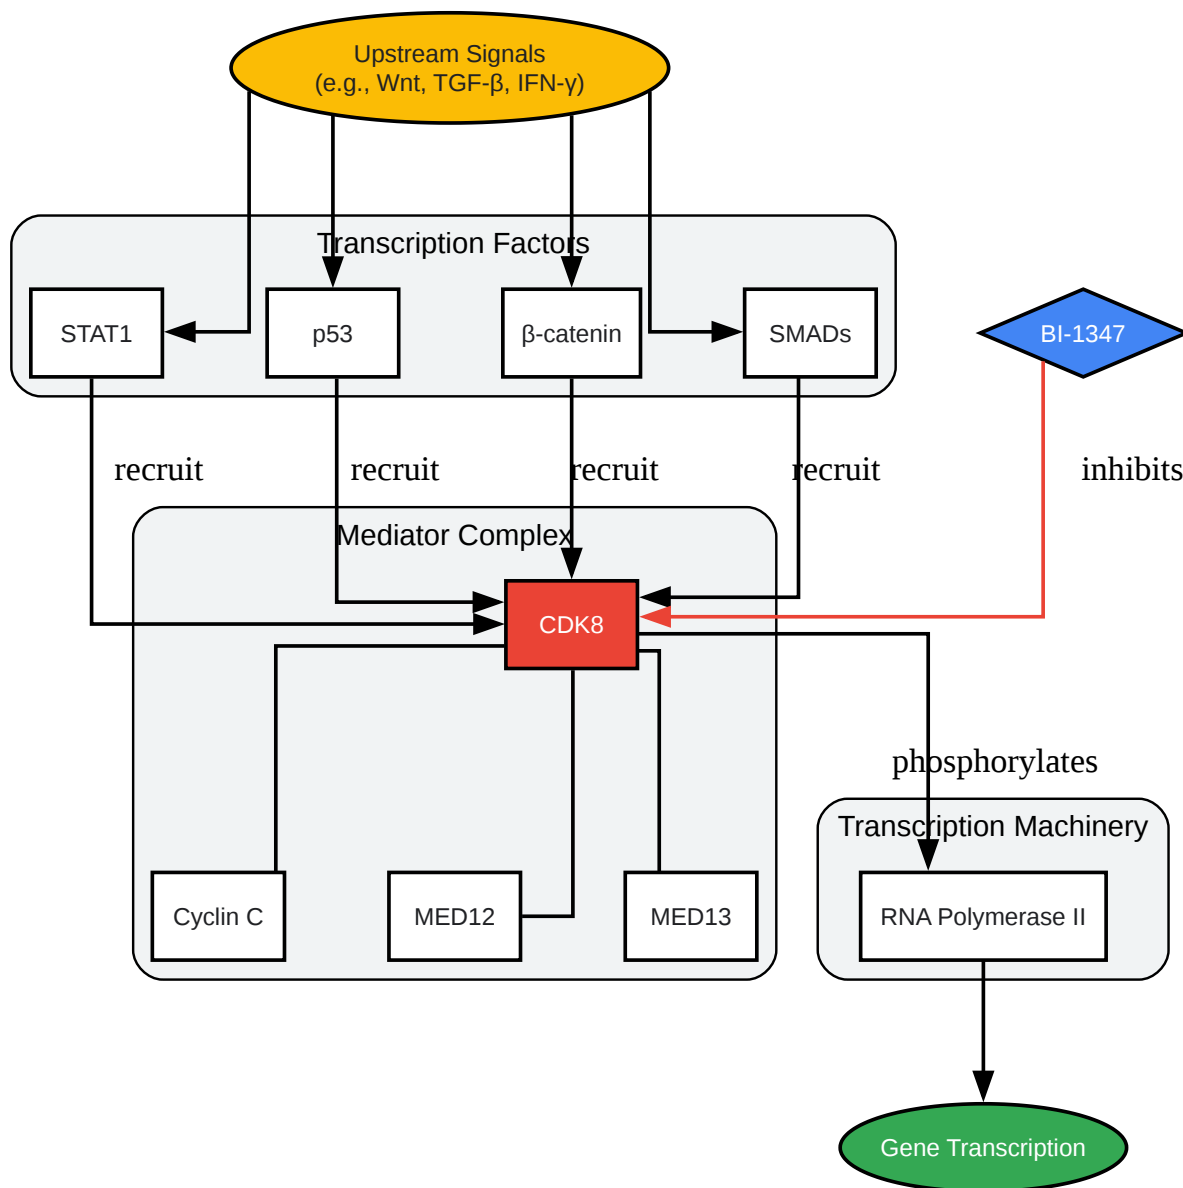 Upstream Signals
(e.g., Wnt, TGF-β, IFN-γ)
Transcription Factors
STAT1
p53
β-catenin
SMADs
BI-1347
recruit
recruit
recruit
recruit
inhibits
Mediator Complex
CDK8
phosphorylates
Transcription Machinery
Cyclin C
MED12
MED13
RNA Polymerase II
Gene Transcription